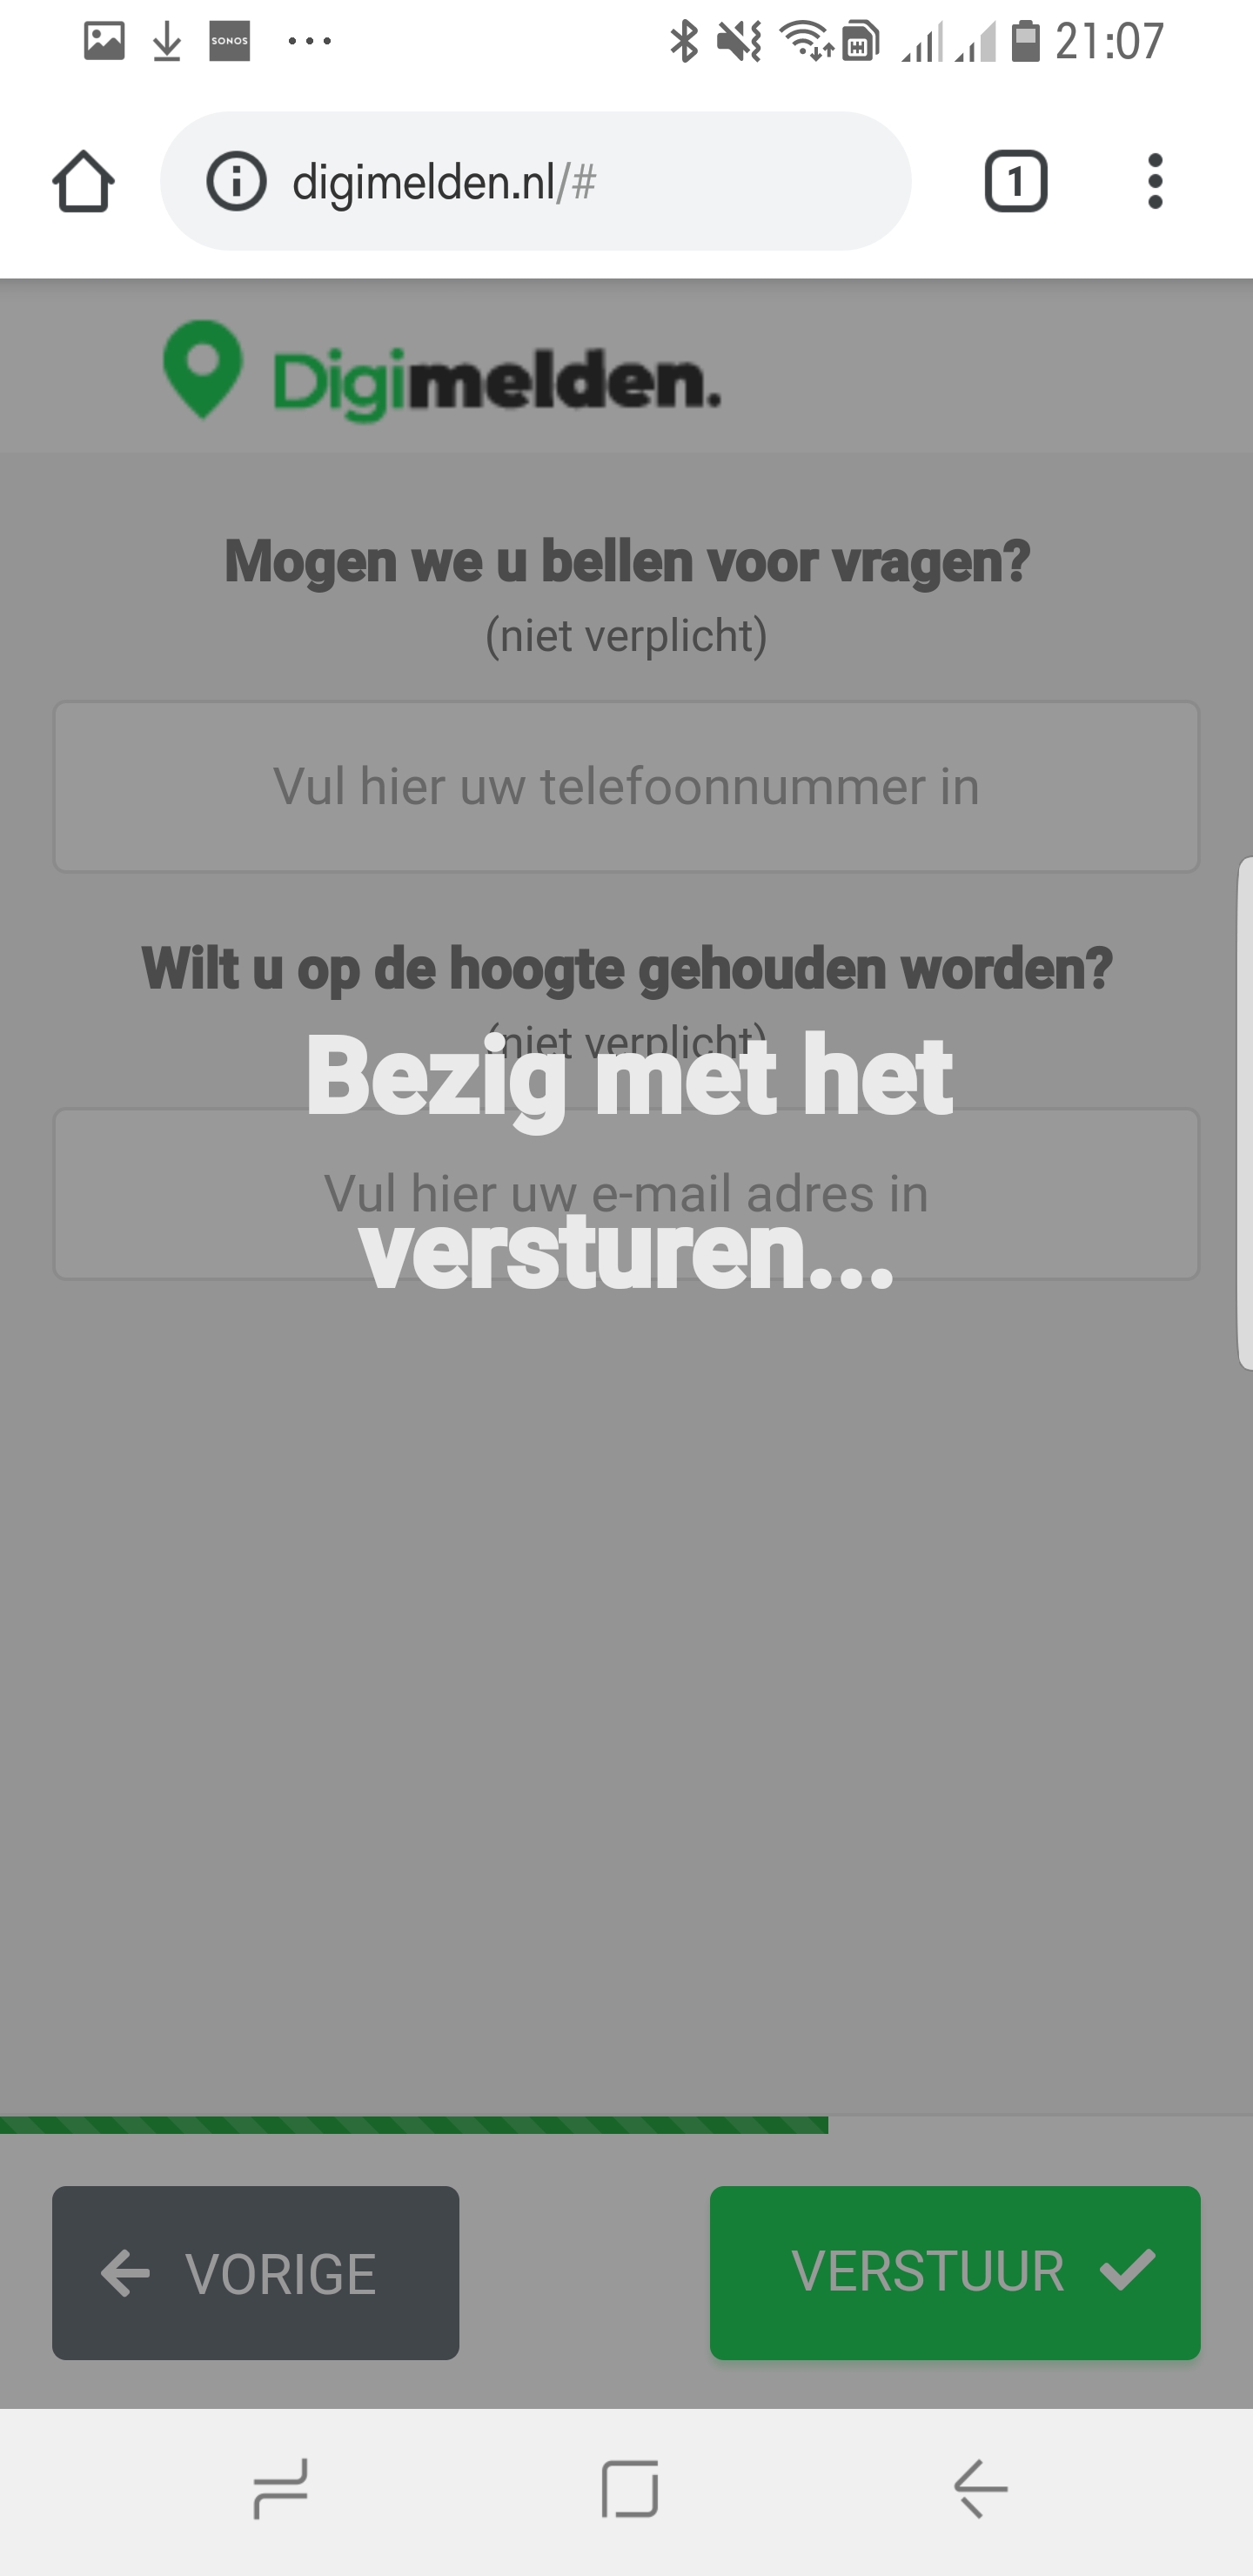 SONOS
21:07
digimelden.nl/#
1
Digimelden.
Mogen we u bellen voor vragen?
(niet verplicht)
Vul hier uw telefoonnummer in
Wilt u op de hoogte gehouden worden?
(niet verplicht)
Bezig met het
Vul hier uw e-mail adres in
versturen...
VORIGE
VERSTUUR